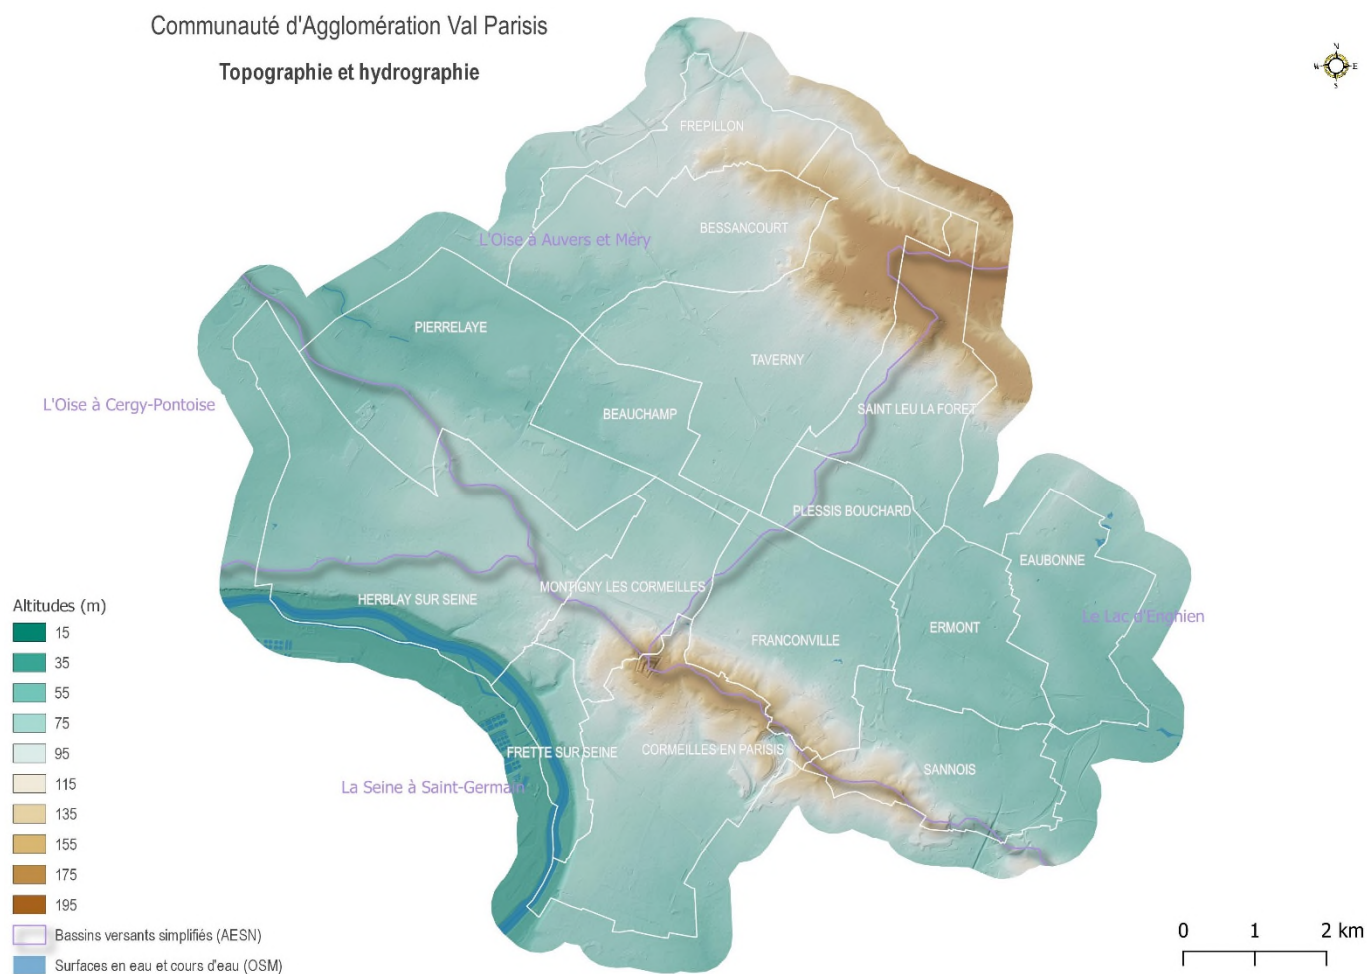 Communauté d'Agglomération Val Parisis
Topographie et hydrographie
N
W E
S
FREPILLON
BESSANCOURT
L'Oise à Auvers et Méry
PIERRELAYE
TAVERNY
L'Oise à Cergy-Pontoise
BEAUCHAMP
SAINT LEU LA FORET
PLESSIS BOUCHARD
EAUBONNE
MONTIGNY LES CORMEILLES
HERBLAY SUR SEINE
Le Lac d'Enghien
ERMONT
FRANCONVILLE
FRETTE SUR SEINE
CORMEILLES EN PARISIS
SANNOIS
La Seine à Saint-Germain
Altitudes (m)
15
35
55
75
95
115
135
155
175
195
Bassins versants simplifiés (AESN)
Surfaces en eau et cours d'eau (OSM)
0 1 2 km